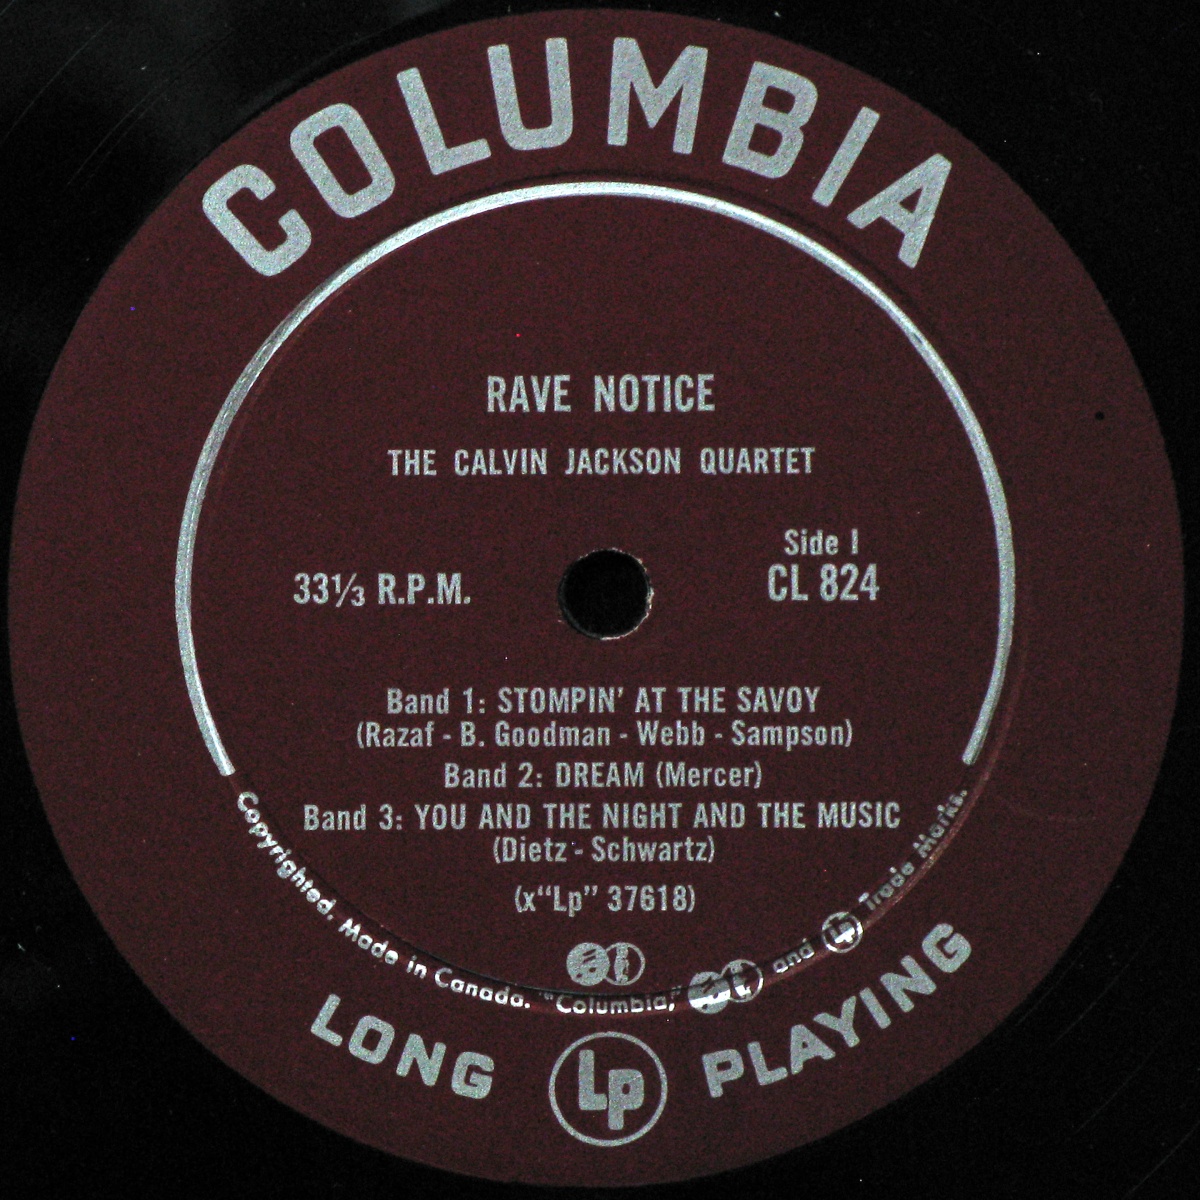 COLUMBIA
RAVE NOTICE
THE CALVIN JACKSON QUARTET
33⅓ R.P.M.
Side 1
CL 824
Band 1: STOMPIN' AT THE SAVOY
(Razaf - B. Goodman - Webb - Sampson)
Band 2: DREAM (Mercer)
Band 3: YOU AND THE NIGHT AND THE MUSIC
(Dietz - Schwartz)
(x“Lp” 37618)
Copyrighted. Made in Canada. “Columbia,” and Lp Trade Marks.
LONG Lp PLAYING